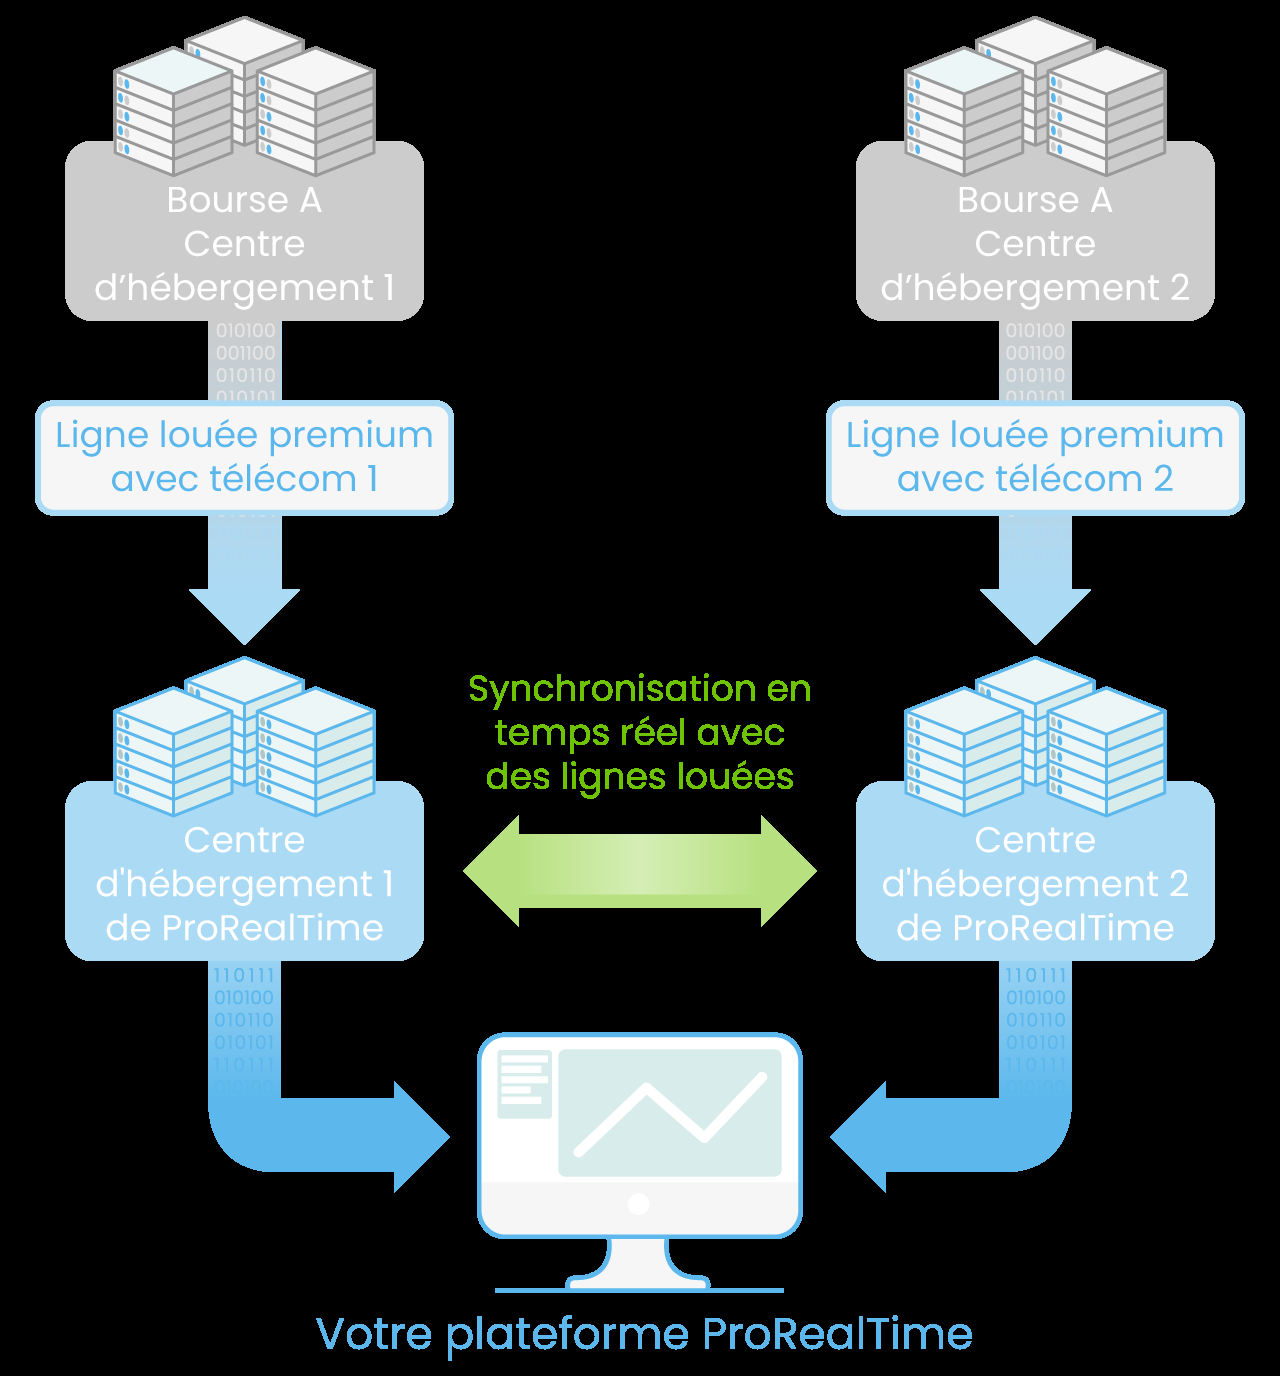 Bourse A
Centre
d’hébergement 1
Bourse A
Centre
d’hébergement 2
010100
001100
010110
010101
010100
001100
010110
010101
Ligne louée premium
avec télécom 1
Ligne louée premium
avec télécom 2
Synchronisation en
temps réel avec
des lignes louées
Centre
d'hébergement 1
de ProRealTime
Centre
d'hébergement 2
de ProRealTime
110111
010100
010110
010101
110111
010100
110111
010100
010110
010101
110111
010100
Votre plateforme ProRealTime